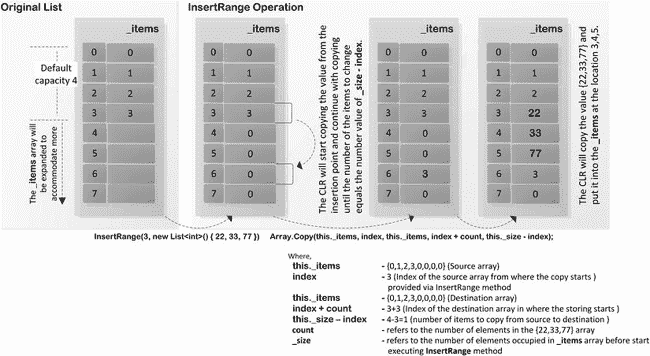 Original List
InsertRange Operation
_items
_items
_items
_items
Default
capacity 4
The _items array will
be expanded to
accommodate more
0 0
1 1
2 2
3 3
4
5
6
7
0 0
1 1
2 2
3 3
4 0
5 0
6 0
7 0
The CLR will start copying the value from the
insertion point and continue with copying
until the number of the items to change
equals the number value of _size - index.
0 0
1 1
2 2
3 3
4 0
5 0
6 3
7 0
0 0
1 1
2 2
3 22
4 33
5 77
6 3
7 0
The CLR will copy the value {22,33,77} and
put it into the _items at the location 3,4,5.
InsertRange(3, new List<int>() { 22, 33, 77 })
Array.Copy(this._items, index, this._items, index + count, this._size - index);
Where,
this._items - {0,1,2,3,0,0,0,0} (Source array)
index - 3 (Index of the source array from where the copy starts )
provided via InsertRange method
this._items - {0,1,2,3,0,0,0,0} (Destination array)
index + count - 3+3 (Index of the destination array in where the storing starts )
this._size – index - 4-3=1 (number of items to copy from source to destination )
count - refers to the number of elements in the {22,33,77} array
_size - refers to the number of elements occupied in _items array before start
executing InsertRange method